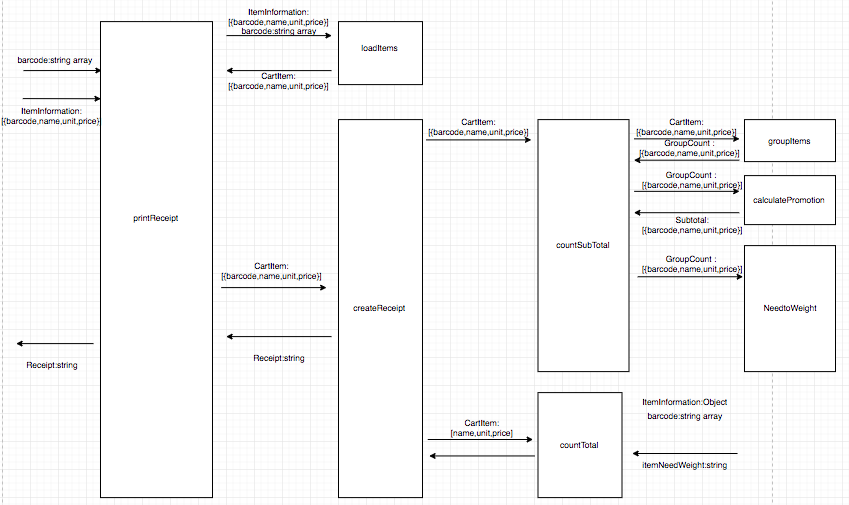 ItemInformation:
[{barcode,name,unit,price}]
barcode:string array
loadItems
CartItem:
[{barcode,name,unit,price}]
barcode:string array
ItemInformation:
[{barcode,name,unit,price}
printReceipt
CartItem:
[{barcode,name,unit,price}]
CartItem:
[{barcode,name,unit,price}]
groupItems
GroupCount :
[{barcode,name,unit,price}]
GroupCount :
[{barcode,name,unit,price}]
calculatePromotion
Subtotal:
[{barcode,name,unit,price}]
countSubTotal
GroupCount :
[{barcode,name,unit,price}]
CartItem:
[{barcode,name,unit,price}]
createReceipt
NeedtoWeight
Receipt:string
Receipt:string
ItemInformation:Object
barcode:string array
CartItem:
[name,unit,price]
countTotal
itemNeedWeight:string